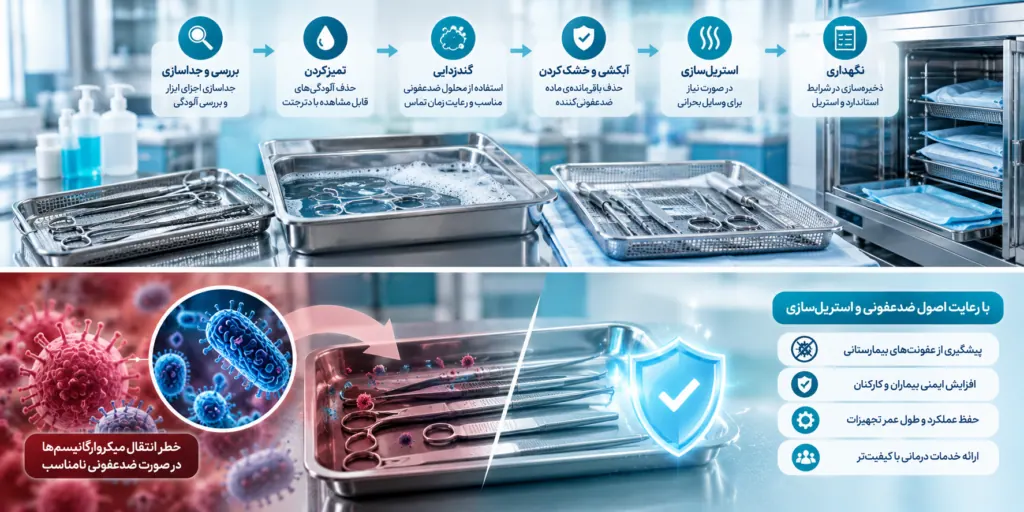 بررسی و جداسازی
جداسازی اجزای ابزار
و بررسی آلودگی
تمیزکردن
حذف آلودگی‌های
قابل مشاهده با دترجنت
گندزدایی
استفاده از محلول ضدعفونی
مناسب و رعایت زمان تماس
آبکشی و خشک‌کردن
حذف باقی‌مانده‌ی ماده
ضدعفونی‌کننده
استریل‌سازی
در صورت نیاز
برای وسایل بحرانی
نگهداری
ذخیره‌سازی در شرایط
استاندارد و استریل
خطر انتقال میکروارگانیسم‌ها
در صورت ضدعفونی نامناسب
با رعایت اصول ضدعفونی و استریل‌سازی
پیشگیری از عفونت‌های بیمارستانی
افزایش ایمنی بیماران و کارکنان
حفظ عملکرد و طول عمر تجهیزات
ارائه خدمات درمانی با کیفیت‌تر